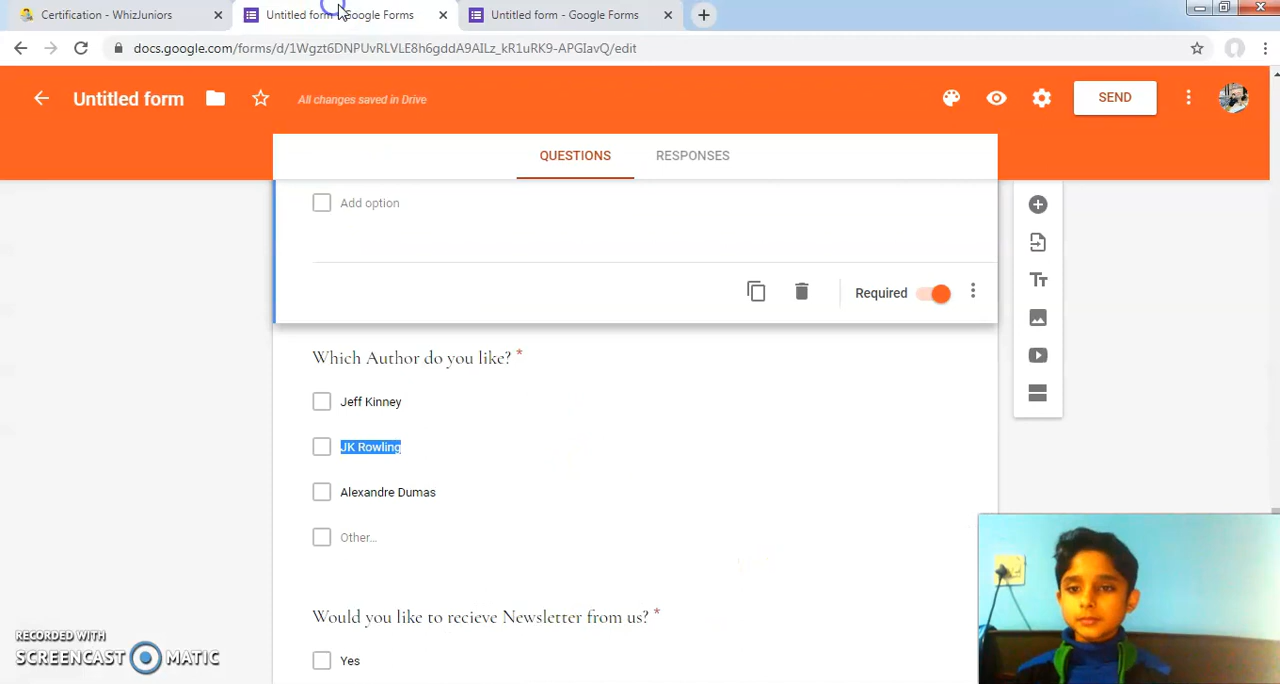 Certification - WhizJuniors
Untitled form - Google Forms
Untitled form - Google Forms
docs.google.com/forms/d/1Wgzt6DNPUvRLVLE8h6gddA9AILz_kR1uRK9-APGIavQ/edit
Untitled form
All changes saved in Drive
SEND
QUESTIONS
RESPONSES
Add option
Required
Which Author do you like? *
Jeff Kinney
JK Rowling
Alexandre Dumas
Other...
Would you like to recieve Newsletter from us? *
Yes
RECORDED WITH
SCREENCAST MATIC